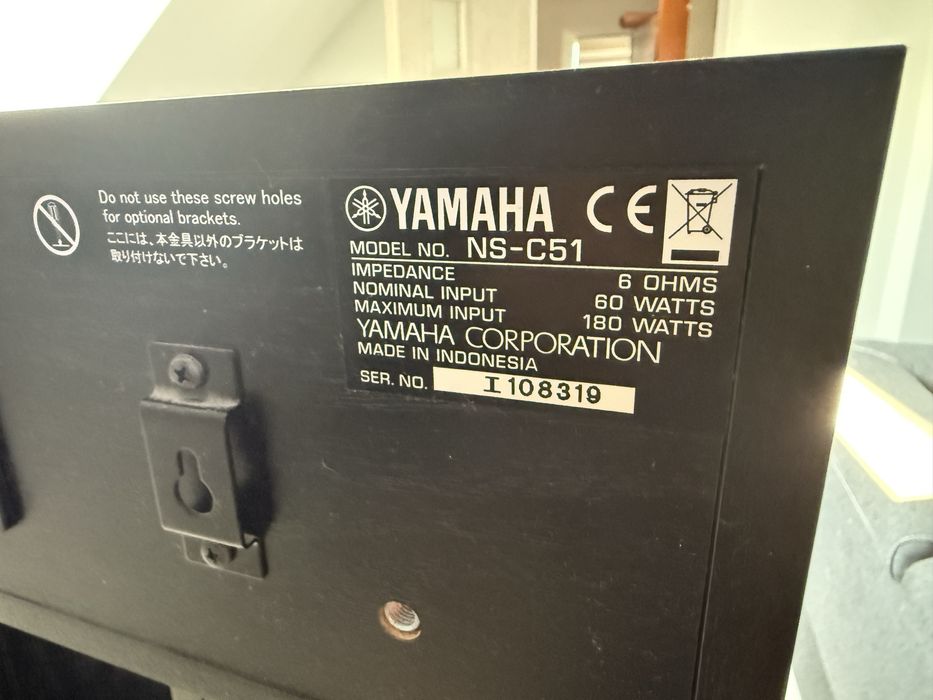 Do not use these screw holes
for optional brackets.
ここには、本金具以外のブラケットは
取り付けないで下さい。
YAMAHA CE
MODEL NO. NS-C51
IMPEDANCE 6 OHMS
NOMINAL INPUT 60 WATTS
MAXIMUM INPUT 180 WATTS
YAMAHA CORPORATION
MADE IN INDONESIA
SER. NO. I108319